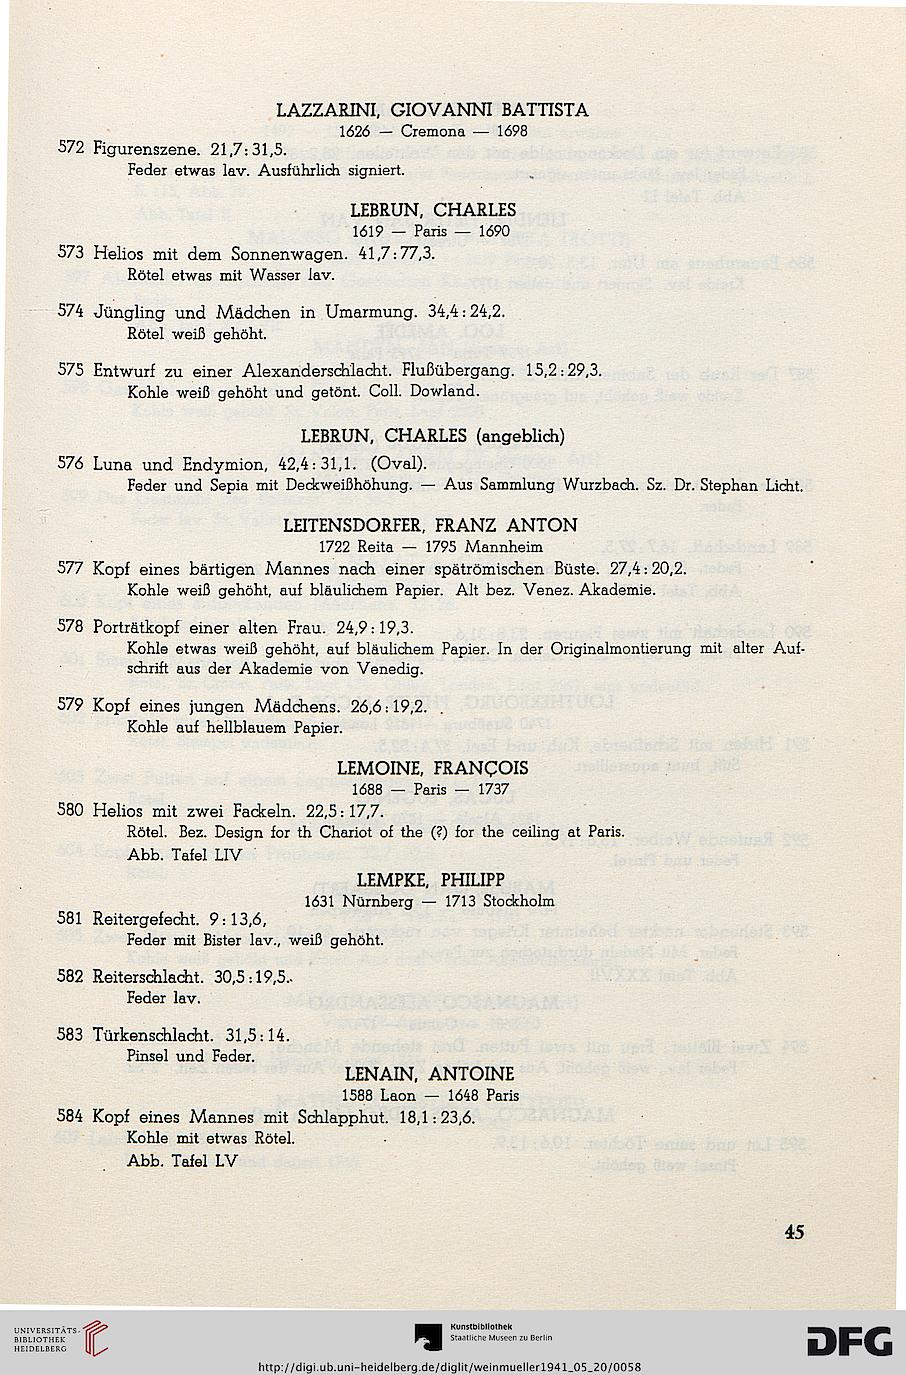 LAZZARINI, GIOVANNI BATTISTA
1626 — Cremona — 1698
572 Figurenszene. 21,7:31,5.
Feder etwas lav. Ausführlich signiert.
LEBRUN, CHARLES
1619 — Paris — 1690
573 Helios mit dem Sonnenwagen. 41,7:77,3.
Rötel etwas mit Wasser lav.
574 Jüngling und Mädchen in Umarmung. 34,4:24,2.
Rötel weiß gehöht.
575 Entwurf zu einer Alexanderschlacht. Flußübergang. 15,2:29,3.
Kohle weiß gehöht und getönt. Coll. Dowland.
LEBRUN, CHARLES (angeblich)
576 Luna und Endymion, 42,4:31,1. (Oval).
Feder und Sepia mit Deckweißhöhung. — Aus Sammlung Wurzbach. Sz. Dr. Stephan Licht.
LEITENSDORFER, FRANZ ANTON
1722 Reita — 1795 Mannheim
577 Kopf eines bärtigen Mannes nach einer spätrömischen Büste. 27,4:20,2.
Kohle weiß gehöht, auf bläulichem Papier. Alt bez. Venez. Akademie.
578 Porträtkopf einer alten Frau. 24,9:19,3.
Kohle etwas weiß gehöht, auf bläulichem Papier. In der Originalmontierung mit alter Auf-
schrift aus der Akademie von Venedig.
579 Kopf eines jungen Mädchens. 26,6:19,2.
Kohle auf hellblauem Papier.
LEMOINE, FRANÇOIS
1688 — Paris — 1737
580 Helios mit zwei Fackeln. 22,5:17,7.
Rötel. Bez. Design for th Chariot of the (?) for the ceiling at Paris.
Abb. Tafel LIV
LEMPKE, PHILIPP
1631 Nürnberg — 1713 Stockholm
581 Reitergefecht. 9:13,6,
Feder mit Bister lav., weiß gehöht.
582 Reiterschlacht. 30,5:19,5.
Feder lav.
583 Türkenschlacht. 31,5:14.
Pinsel und Feder.
LENAIN, ANTOINE
1588 Laon — 1648 Paris
584 Kopf eines Mannes mit Schlapphut. 18,1:23,6.
Kohle mit etwas Rötel.
Abb. Tafel LV
45
UNIVERSITÄTS-
BIBLIOTHEK
HEIDELBERG
Kunstbibliothek
Staatliche Museen zu Berlin
DFG
http://digi.ub.uni-heidelberg.de/diglit/weinmueller1941_05_20/0058